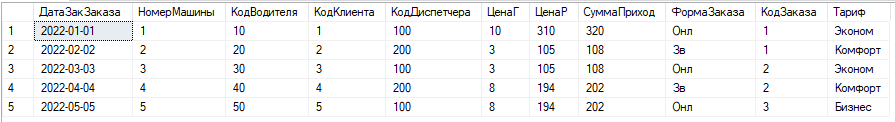 ДатаЗакЗаказа НомерМашины КодВодителя КодКлиента КодДиспетчера ЦенаГ ЦенаР СуммаПриход ФормаЗаказа КодЗаказа Тариф
1 2022-01-01 1 10 1 100 10 310 320 Онл 1 Эконом
2 2022-02-02 2 20 2 200 3 105 108 Зв 1 Комфорт
3 2022-03-03 3 30 3 100 3 105 108 Онл 2 Эконом
4 2022-04-04 4 40 4 200 8 194 202 Зв 2 Комфорт
5 2022-05-05 5 50 5 100 8 194 202 Онл 3 Бизнес